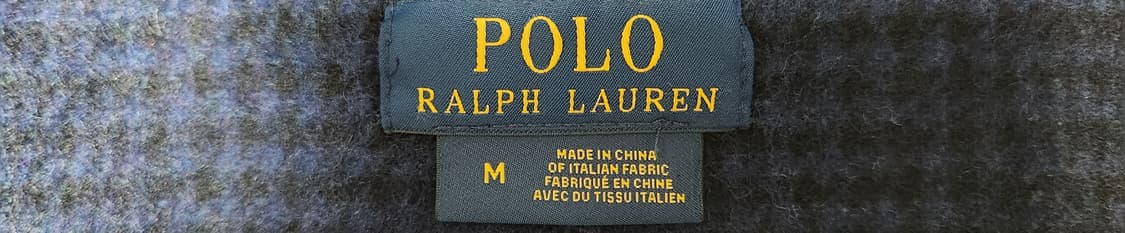 POLO
RALPH LAUREN
M
MADE IN CHINA
OF ITALIAN FABRIC
FABRIQUÉ EN CHINE
AVEC DU TISSU ITALIEN